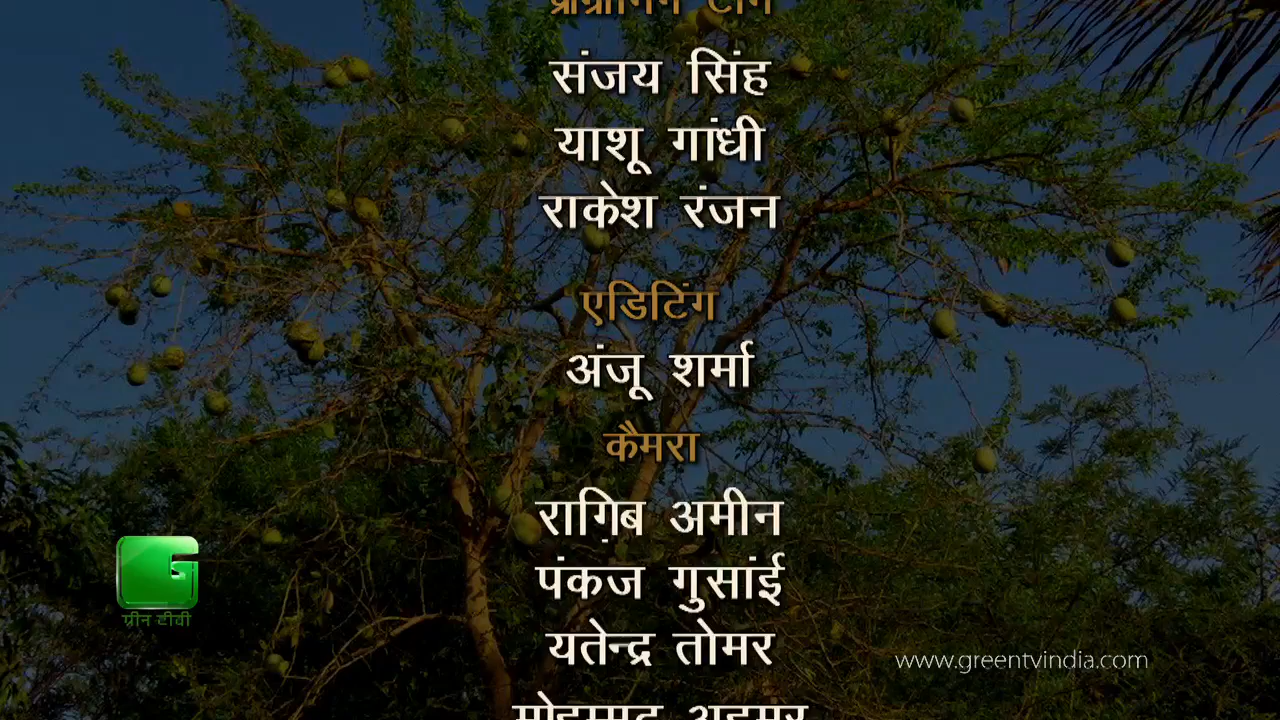 संजय सिंह
याशू गांधी
राकेश रंजन
एडिटिंग
अंजू शर्मा
कैमरा
राग़िब अमीन
पंकज गुसांई
यतेन्द्र तोमर
ग्रीन टीवी
www.greentvindia.com